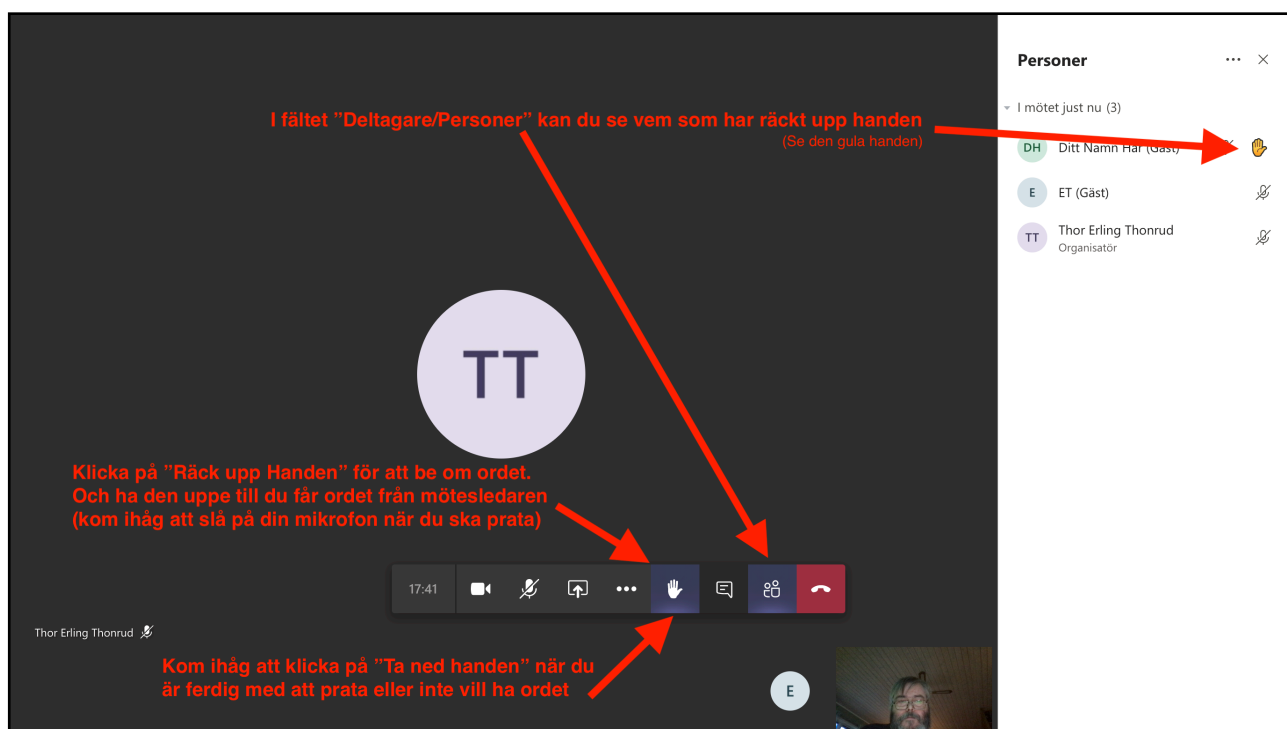 Personer
I mötet just nu (3)
I fältet ”Deltagare/Personer” kan du se vem som har räckt upp handen
(Se den gula handen)
DH Ditt Namn Här (Gäst)
E ET (Gäst)
TT Thor Erling Thonrud
Organisatör
TT
Klicka på ”Räck upp Handen” för att be om ordet.
Och ha den uppe till du får ordet från mötesledaren
(kom ihåg att slå på din mikrofon när du ska prata)
17:41
Thor Erling Thonrud
Kom ihåg att klicka på ”Ta ned handen” när du
är ferdig med att prata eller inte vill ha ordet
E